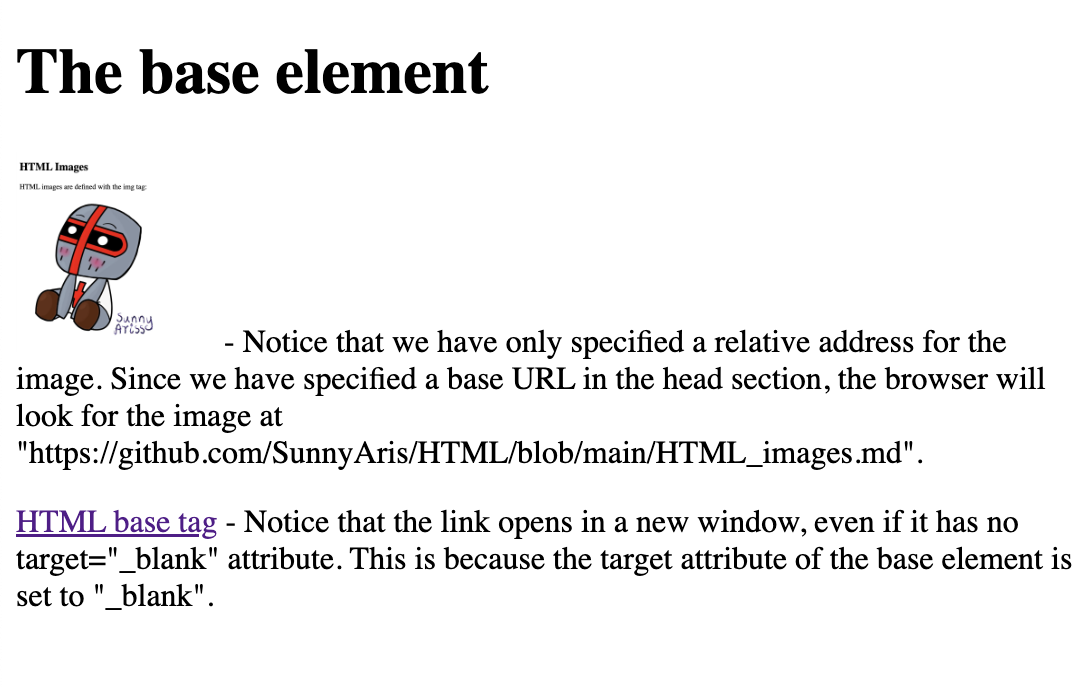 The base element
HTML Images
HTML images are defined with the img tag:
Sunny
Arissy
- Notice that we have only specified a relative address for the
image. Since we have specified a base URL in the head section, the browser will
look for the image at
"https://github.com/SunnyAris/HTML/blob/main/HTML_images.md".
HTML base tag - Notice that the link opens in a new window, even if it has no
target="_blank" attribute. This is because the target attribute of the base element is
set to "_blank".